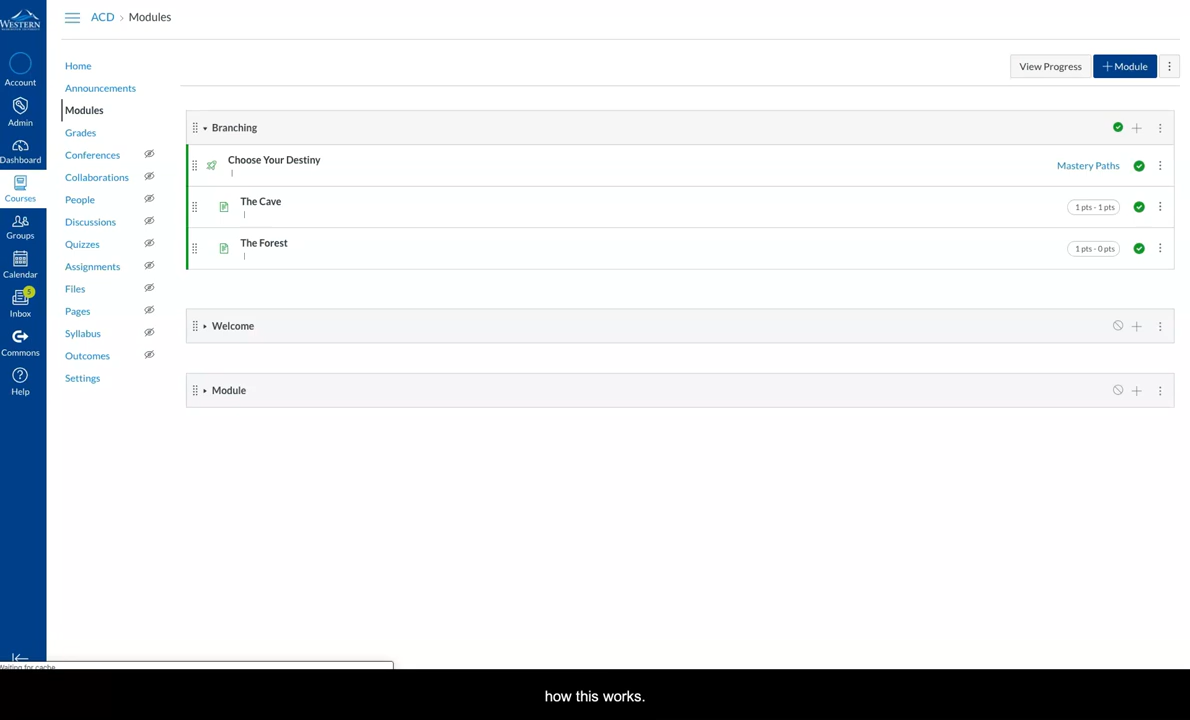 WESTERN
ACD › Modules
Account
Admin
Dashboard
Courses
Groups
Calendar
5
Inbox
Commons
Help
Home
Announcements
Modules
Grades
Conferences
Collaborations
People
Discussions
Quizzes
Assignments
Files
Pages
Syllabus
Outcomes
Settings
View Progress
+ Module
Branching
Choose Your Destiny
Mastery Paths
The Cave
1 pts - 1 pts
The Forest
1 pts - 0 pts
Welcome
Module
Waiting for cache
how this works.